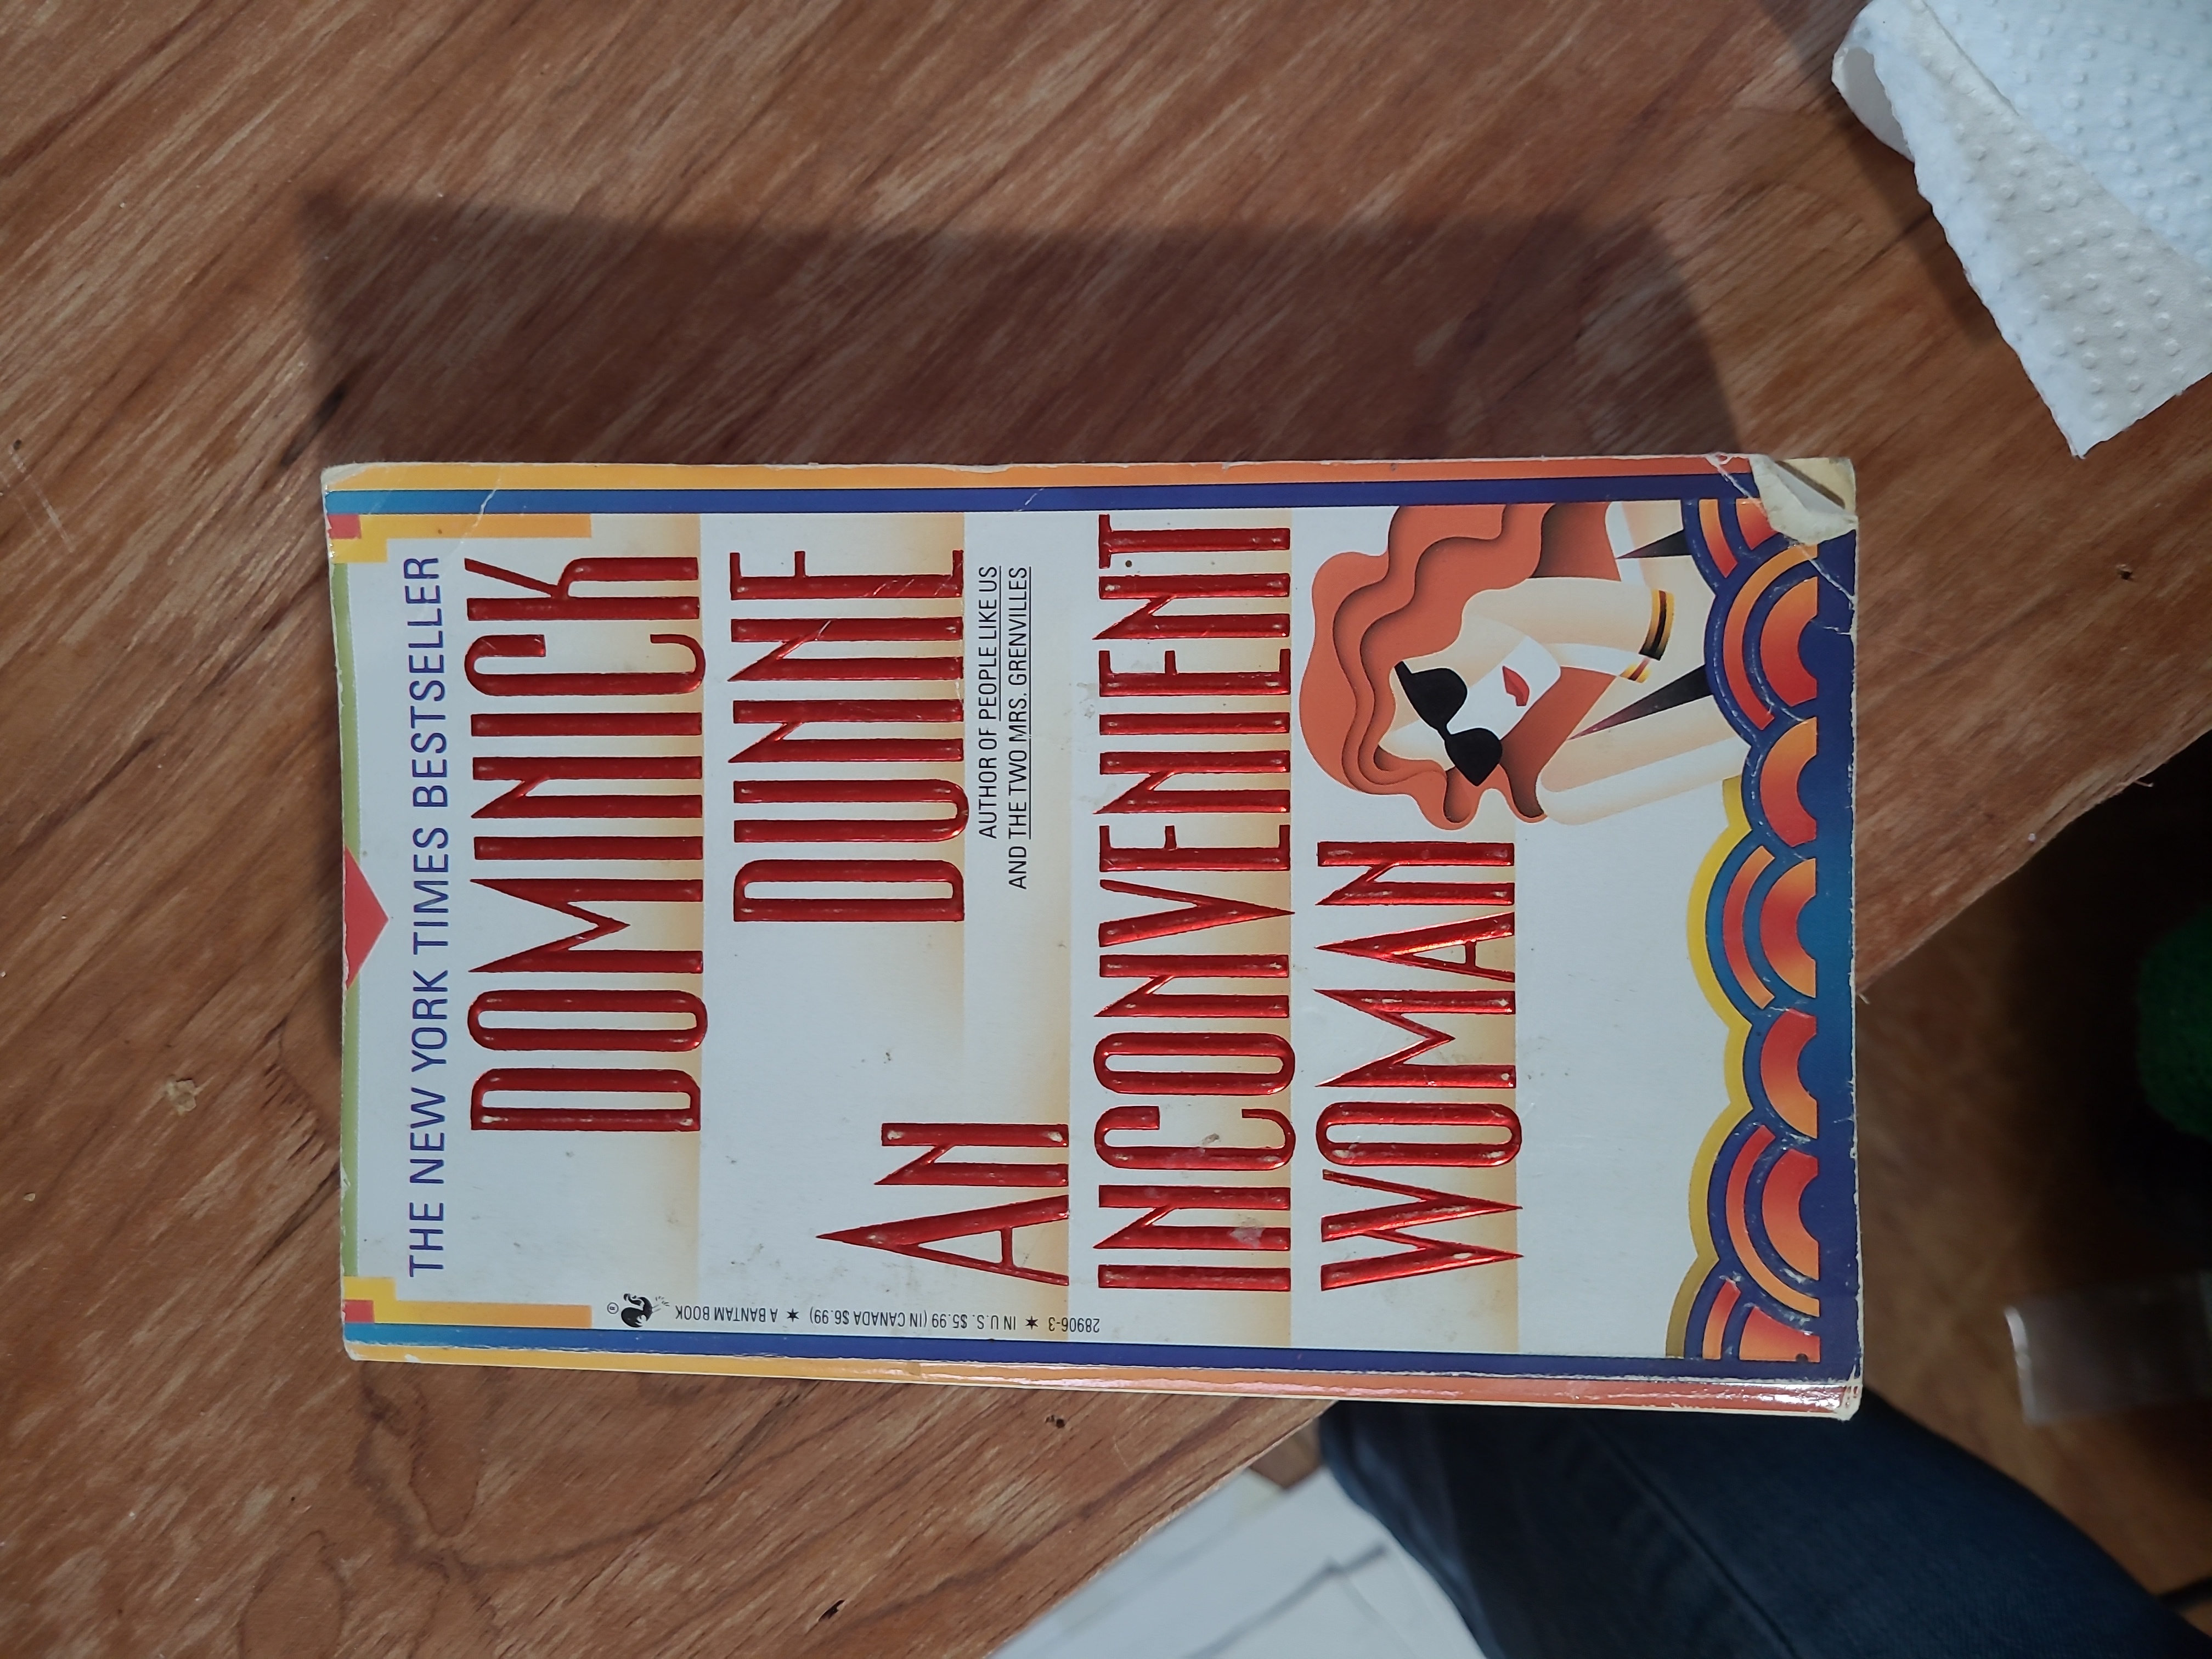 THE NEW YORK TIMES BESTSELLER
DOMINICK
DUNNE
AUTHOR OF PEOPLE LIKE US
AND THE TWO MRS. GRENVILLES
AN
INCONVENIENT
WOMAN
28906-3 ★ IN U.S. $5.99 (IN CANADA $6.99) ★ A BANTAM BOOK ®